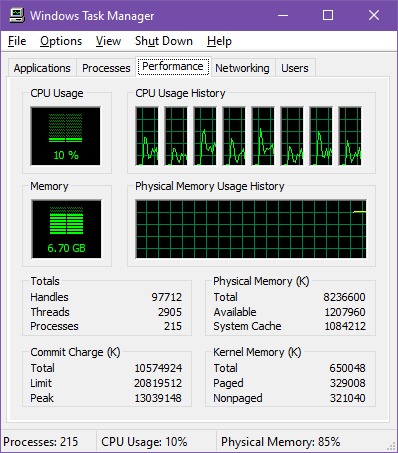 Windows Task Manager
File Options View Shut Down Help
Applications Processes Performance Networking Users
CPU Usage
10 %
CPU Usage History
Memory
6.70 GB
Physical Memory Usage History
Totals
Handles 97712
Threads 2905
Processes 215
Physical Memory (K)
Total 8236600
Available 1207960
System Cache 1084212
Commit Charge (K)
Total 10574924
Limit 20819512
Peak 13039148
Kernel Memory (K)
Total 650048
Paged 329008
Nonpaged 321040
Processes: 215 CPU Usage: 10% Physical Memory: 85%